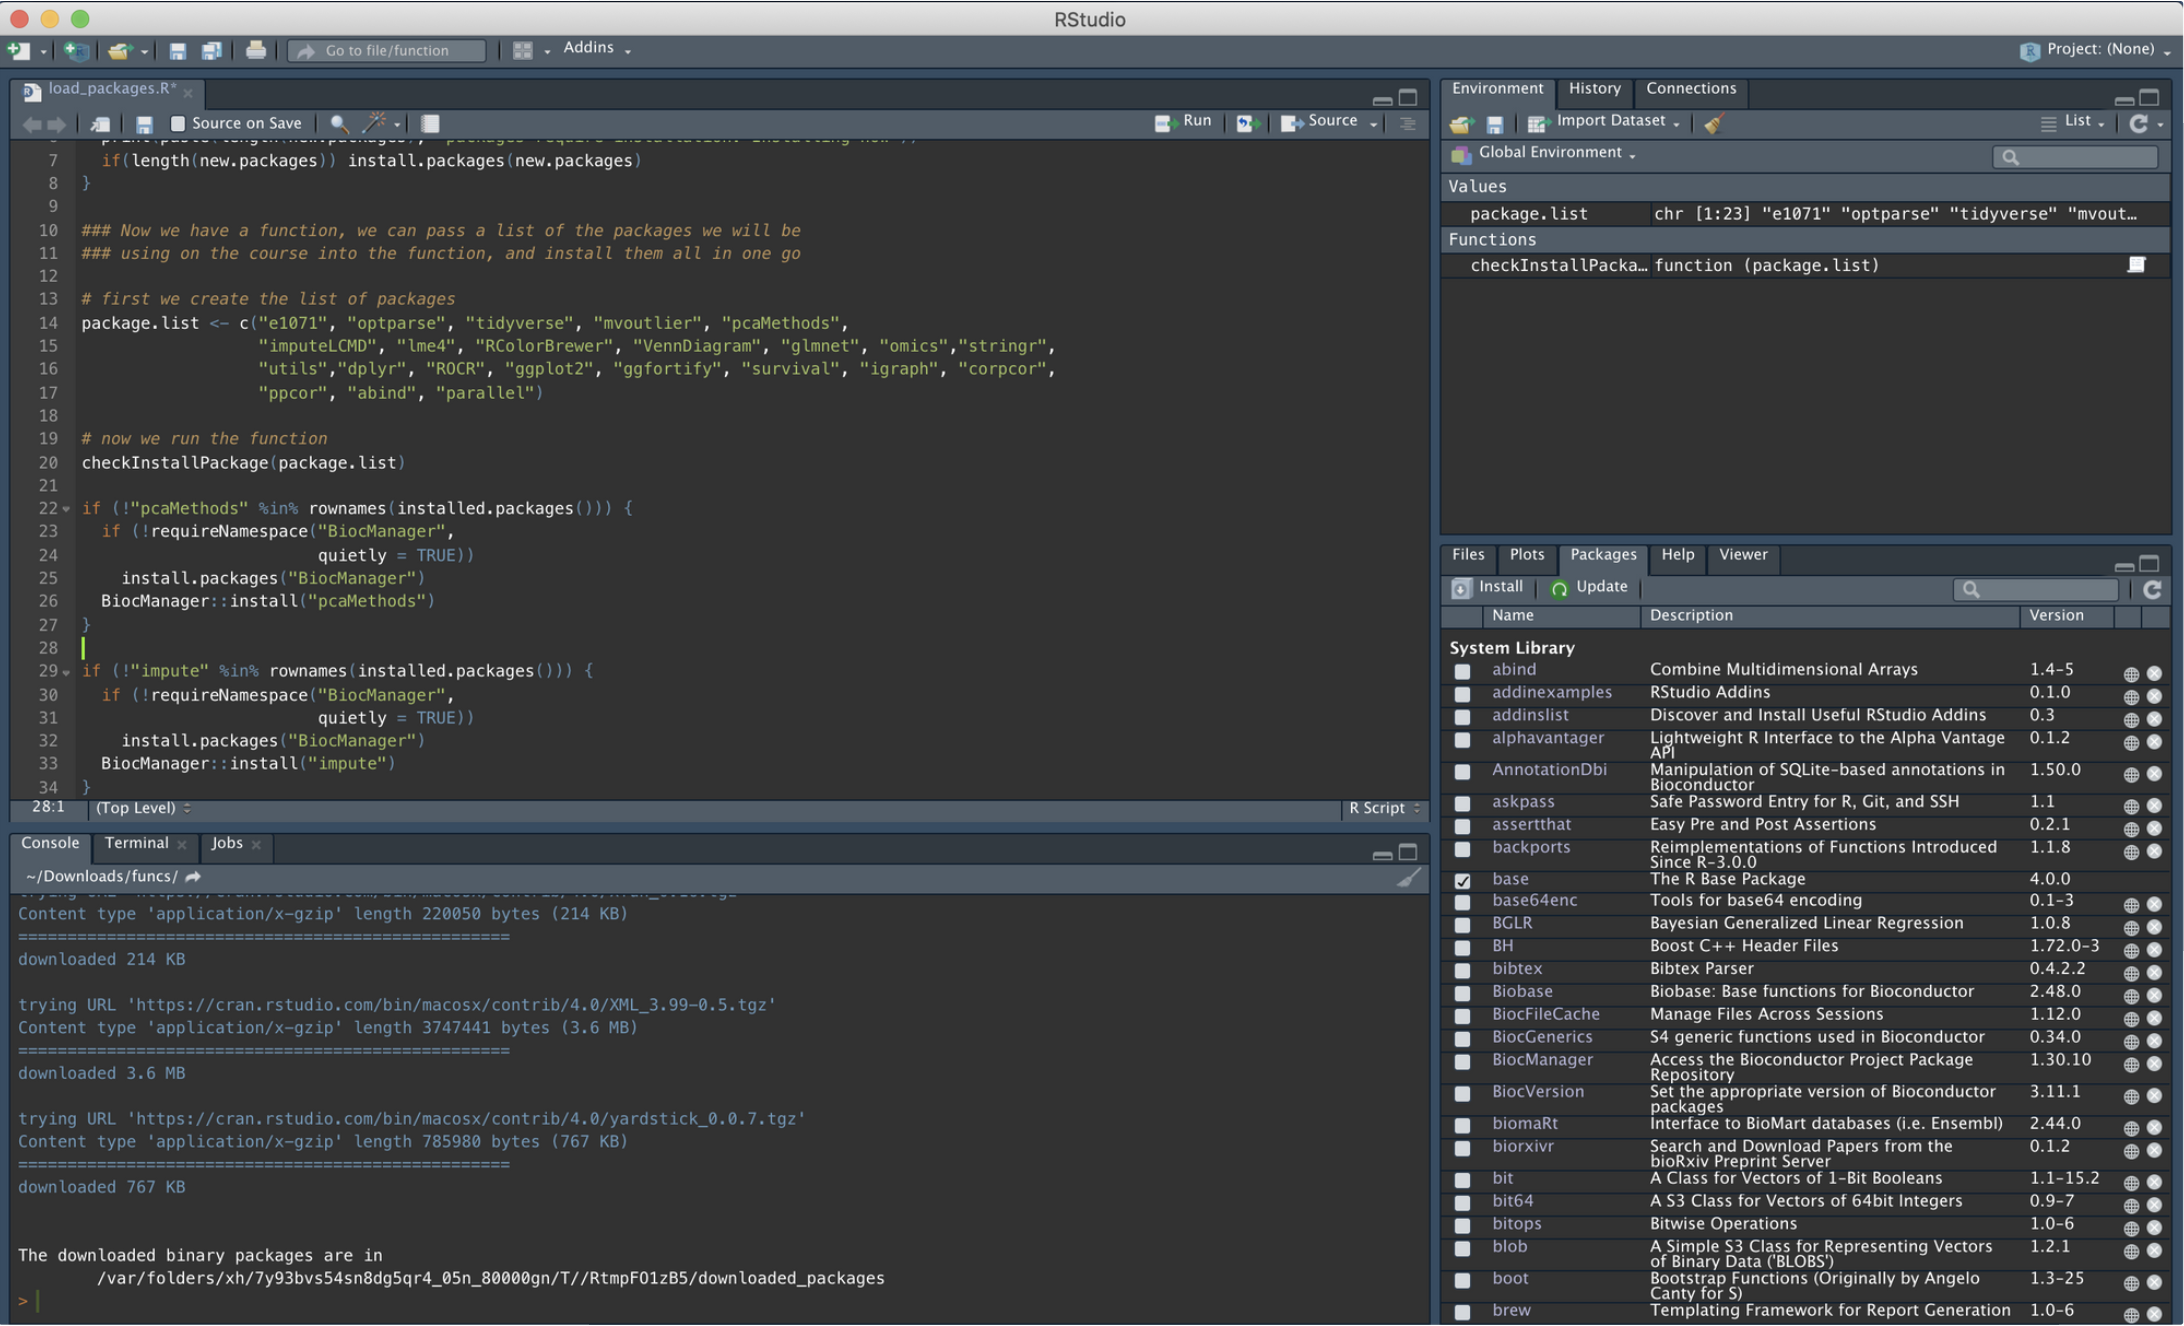 RStudio
Go to file/function
Addins
Project: (None)
load_packages.R*
Source on Save
Run
Source
7 if(length(new.packages)) install.packages(new.packages)
8 }
9
10 ### Now we have a function, we can pass a list of the packages we will be
11 ### using on the course into the function, and install them all in one go
12
13 # first we create the list of packages
14 package.list <- c("e1071", "optparse", "tidyverse", "mvoutlier", "pcaMethods",
15 "imputeLCMD", "lme4", "RColorBrewer", "VennDiagram", "glmnet", "omics","stringr",
16 "utils","dplyr", "ROCR", "ggplot2", "ggfortify", "survival", "igraph", "corpcor",
17 "ppcor", "abind", "parallel")
18
19 # now we run the function
20 checkInstallPackage(package.list)
21
22 if (!"pcaMethods" %in% rownames(installed.packages())) {
23 if (!requireNamespace("BiocManager",
24 quietly = TRUE))
25 install.packages("BiocManager")
26 BiocManager::install("pcaMethods")
27 }
28
29 if (!"impute" %in% rownames(installed.packages())) {
30 if (!requireNamespace("BiocManager",
31 quietly = TRUE))
32 install.packages("BiocManager")
33 BiocManager::install("impute")
34 }
28:1 (Top Level) R Script
Console Terminal Jobs
~/Downloads/funcs/
Content type 'application/x-gzip' length 220050 bytes (214 KB)
==================================================
downloaded 214 KB
trying URL 'https://cran.rstudio.com/bin/macosx/contrib/4.0/XML_3.99-0.5.tgz'
Content type 'application/x-gzip' length 3747441 bytes (3.6 MB)
==================================================
downloaded 3.6 MB
trying URL 'https://cran.rstudio.com/bin/macosx/contrib/4.0/yardstick_0.0.7.tgz'
Content type 'application/x-gzip' length 785980 bytes (767 KB)
==================================================
downloaded 767 KB
The downloaded binary packages are in
/var/folders/xh/7y93bvs54sn8dg5qr4_05n_80000gn/T//RtmpFO1zB5/downloaded_packages
>
Environment History Connections
Import Dataset List
Global Environment
Values
package.list chr [1:23] "e1071" "optparse" "tidyverse" "mvout…
Functions
checkInstallPacka… function (package.list)
Files Plots Packages Help Viewer
Install Update
Name Description Version
System Library
abind Combine Multidimensional Arrays 1.4-5
addinexamples RStudio Addins 0.1.0
addinslist Discover and Install Useful RStudio Addins 0.3
alphavantager Lightweight R Interface to the Alpha Vantage 0.1.2
API
AnnotationDbi Manipulation of SQLite-based annotations in 1.50.0
Bioconductor
askpass Safe Password Entry for R, Git, and SSH 1.1
assertthat Easy Pre and Post Assertions 0.2.1
backports Reimplementations of Functions Introduced 1.1.8
Since R-3.0.0
base The R Base Package 4.0.0
base64enc Tools for base64 encoding 0.1-3
BGLR Bayesian Generalized Linear Regression 1.0.8
BH Boost C++ Header Files 1.72.0-3
bibtex Bibtex Parser 0.4.2.2
Biobase Biobase: Base functions for Bioconductor 2.48.0
BiocFileCache Manage Files Across Sessions 1.12.0
BiocGenerics S4 generic functions used in Bioconductor 0.34.0
BiocManager Access the Bioconductor Project Package 1.30.10
Repository
BiocVersion Set the appropriate version of Bioconductor 3.11.1
packages
biomaRt Interface to BioMart databases (i.e. Ensembl) 2.44.0
biorxivr Search and Download Papers from the 0.1.2
bioRxiv Preprint Server
bit A Class for Vectors of 1-Bit Booleans 1.1-15.2
bit64 A S3 Class for Vectors of 64bit Integers 0.9-7
bitops Bitwise Operations 1.0-6
blob A Simple S3 Class for Representing Vectors 1.2.1
of Binary Data ('BLOBS')
boot Bootstrap Functions (Originally by Angelo 1.3-25
Canty for S)
brew Templating Framework for Report Generation 1.0-6